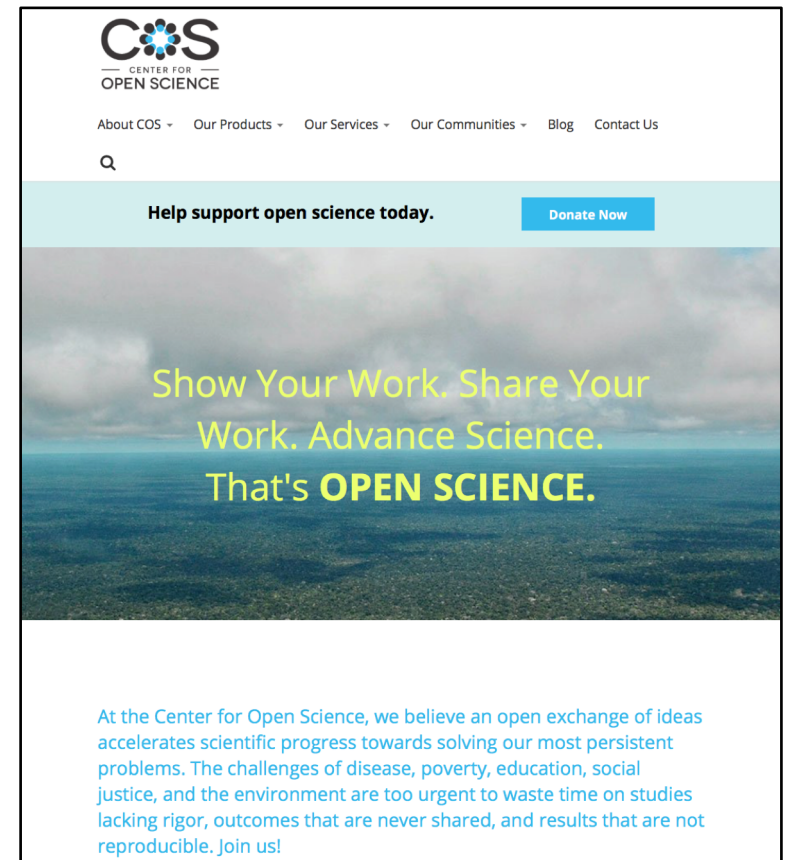 COS
CENTER FOR
OPEN SCIENCE
About COS Our Products Our Services Our Communities Blog Contact Us
Help support open science today. Donate Now
Show Your Work. Share Your
Work. Advance Science.
That's OPEN SCIENCE.
At the Center for Open Science, we believe an open exchange of ideas
accelerates scientific progress towards solving our most persistent
problems. The challenges of disease, poverty, education, social
justice, and the environment are too urgent to waste time on studies
lacking rigor, outcomes that are never shared, and results that are not
reproducible. Join us!